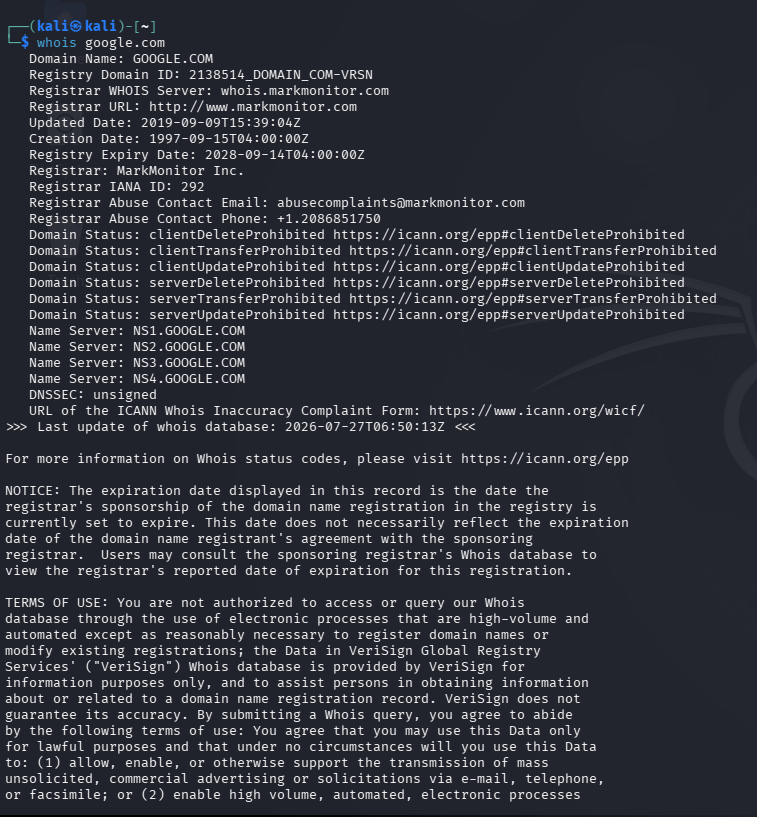 ┌──(kali㉿kali)-[~]
└─$ whois google.com
   Domain Name: GOOGLE.COM
   Registry Domain ID: 2138514_DOMAIN_COM-VRSN
   Registrar WHOIS Server: whois.markmonitor.com
   Registrar URL: http://www.markmonitor.com
   Updated Date: 2019-09-09T15:39:04Z
   Creation Date: 1997-09-15T04:00:00Z
   Registry Expiry Date: 2028-09-14T04:00:00Z
   Registrar: MarkMonitor Inc.
   Registrar IANA ID: 292
   Registrar Abuse Contact Email: abusecomplaints@markmonitor.com
   Registrar Abuse Contact Phone: +1.2086851750
   Domain Status: clientDeleteProhibited https://icann.org/epp#clientDeleteProhibited
   Domain Status: clientTransferProhibited https://icann.org/epp#clientTransferProhibited
   Domain Status: clientUpdateProhibited https://icann.org/epp#clientUpdateProhibited
   Domain Status: serverDeleteProhibited https://icann.org/epp#serverDeleteProhibited
   Domain Status: serverTransferProhibited https://icann.org/epp#serverTransferProhibited
   Domain Status: serverUpdateProhibited https://icann.org/epp#serverUpdateProhibited
   Name Server: NS1.GOOGLE.COM
   Name Server: NS2.GOOGLE.COM
   Name Server: NS3.GOOGLE.COM
   Name Server: NS4.GOOGLE.COM
   DNSSEC: unsigned
   URL of the ICANN Whois Inaccuracy Complaint Form: https://www.icann.org/wicf/
>>> Last update of whois database: 2026-07-27T06:50:13Z <<<

For more information on Whois status codes, please visit https://icann.org/epp

NOTICE: The expiration date displayed in this record is the date the
registrar's sponsorship of the domain name registration in the registry is
currently set to expire. This date does not necessarily reflect the expiration
date of the domain name registrant's agreement with the sponsoring
registrar.  Users may consult the sponsoring registrar's Whois database to
view the registrar's reported date of expiration for this registration.

TERMS OF USE: You are not authorized to access or query our Whois
database through the use of electronic processes that are high-volume and
automated except as reasonably necessary to register domain names or
modify existing registrations; the Data in VeriSign Global Registry
Services' ("VeriSign") Whois database is provided by VeriSign for
information purposes only, and to assist persons in obtaining information
about or related to a domain name registration record. VeriSign does not
guarantee its accuracy. By submitting a Whois query, you agree to abide
by the following terms of use: You agree that you may use this Data only
for lawful purposes and that under no circumstances will you use this Data
to: (1) allow, enable, or otherwise support the transmission of mass
unsolicited, commercial advertising or solicitations via e-mail, telephone,
or facsimile; or (2) enable high volume, automated, electronic processes